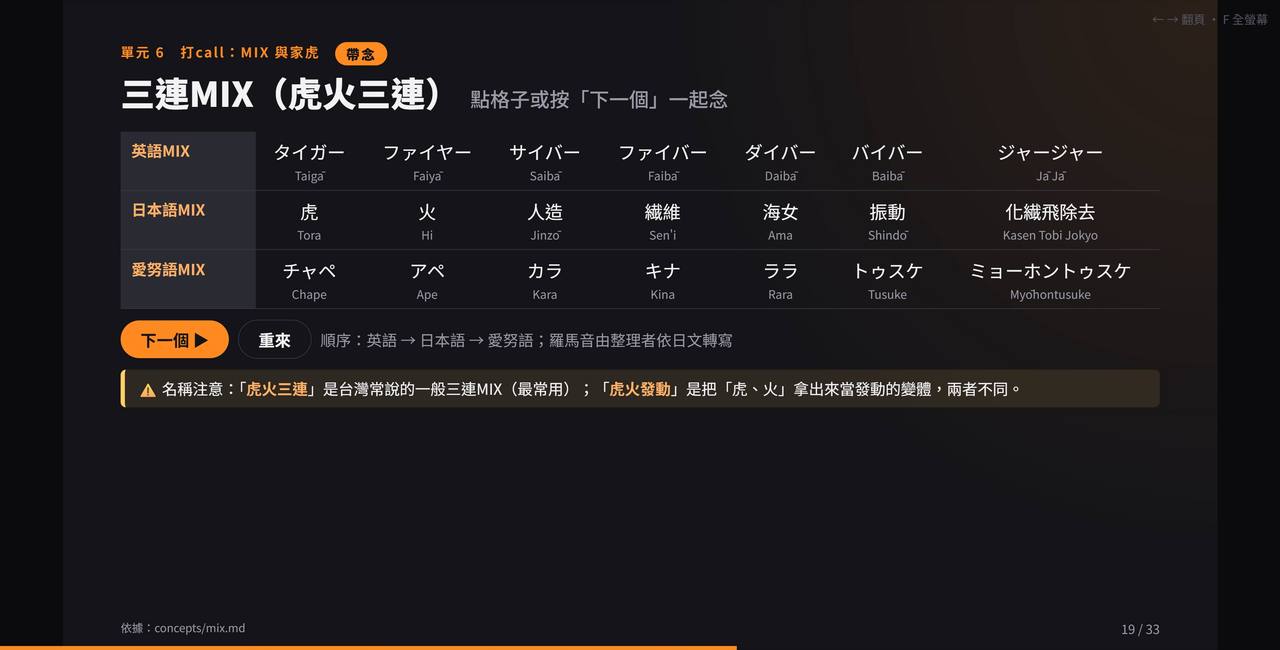 ←→ 翻頁 · F 全螢幕
單元 6 打call：MIX 與家虎 帶念
三連MIX（虎火三連） 點格子或按「下一個」一起念
英語MIX タイガー ファイヤー サイバー ファイバー ダイバー バイバー ジャージャー
Taigā Faiyā Saibā Faibā Daibā Baibā JāJā
日本語MIX 虎 火 人造 繊維 海女 振動 化繊飛除去
Tora Hi Jinzō Sen'i Ama Shindō Kasen Tobi Jokyo
愛努語MIX チャペ アペ カラ キナ ララ トゥスケ ミョーホントゥスケ
Chape Ape Kara Kina Rara Tusuke Myōhontusuke
下一個 ▶ 重來 順序：英語 → 日本語 → 愛努語；羅馬音由整理者依日文轉寫
⚠ 名稱注意：「虎火三連」是台灣常說的一般三連MIX（最常用）；「虎火發動」是把「虎、火」拿出來當發動的變體，兩者不同。
依據：concepts/mix.md
19 / 33